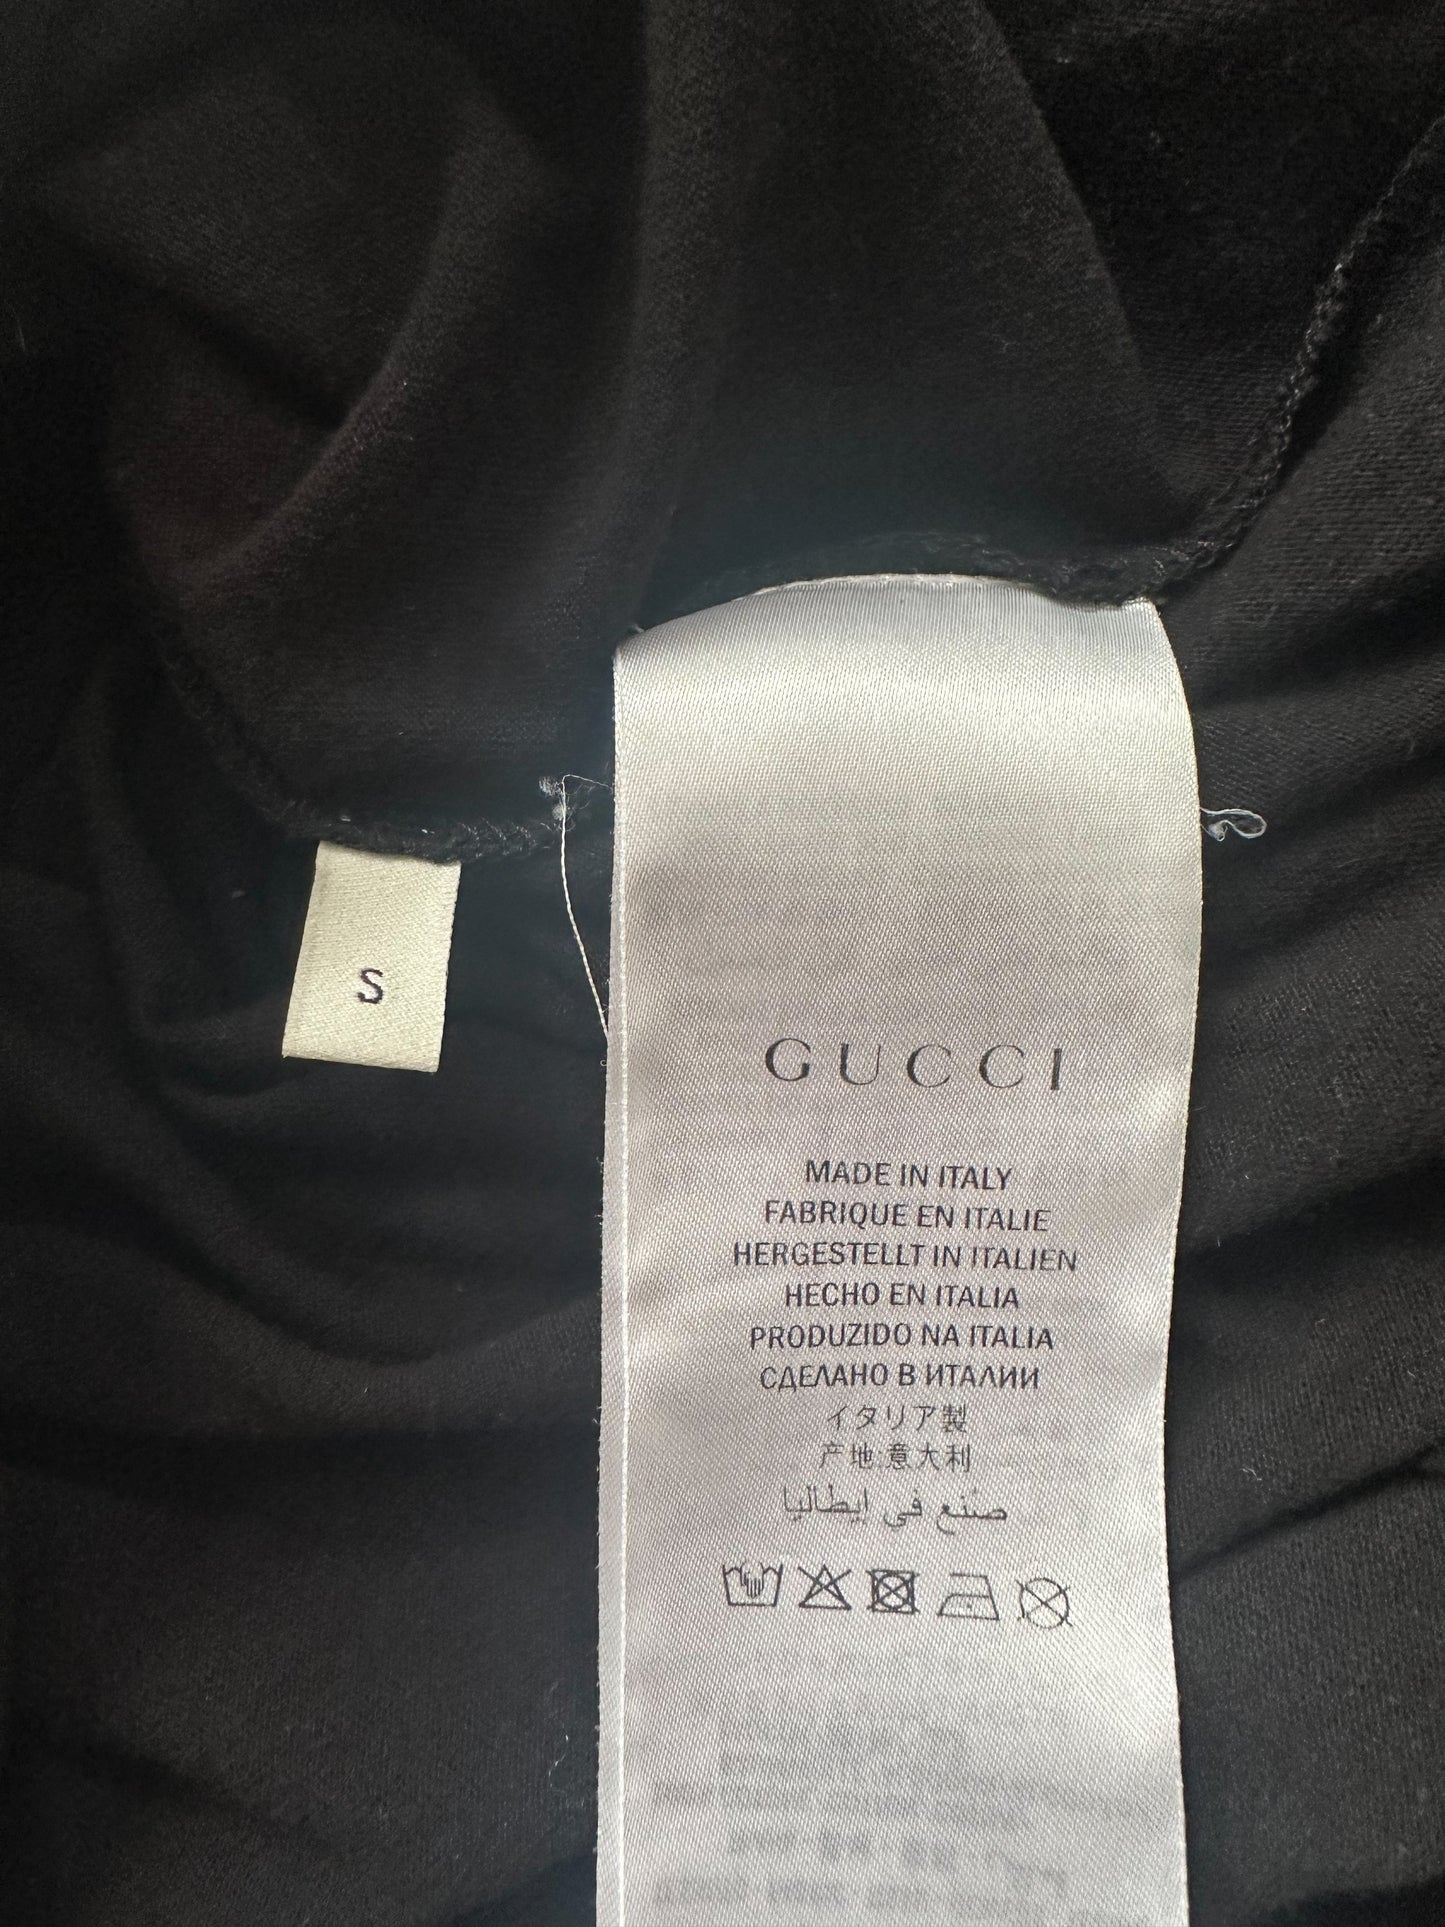 S
GUCCI
MADE IN ITALY
FABRIQUE EN ITALIE
HERGESTELLT IN ITALIEN
HECHO EN ITALIA
PRODUZIDO NA ITALIA
СДЕЛАНО В ИТАЛИИ
イタリア製
产地:意大利
صنع في إيطاليا